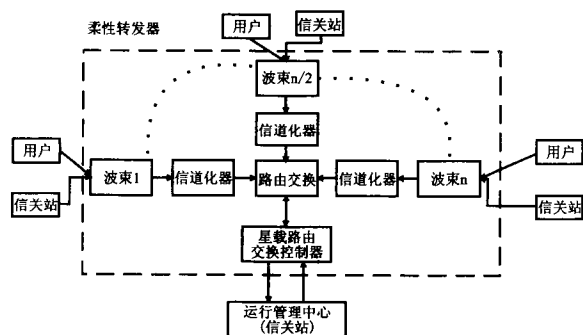 柔性转发器
用户
信关站
波束n/2
信道化器
用户
信关站
波束1
信道化器
路由交换
信道化器
波束n
用户
信关站
星载路由
交换控制器
运行管理中心
(信关站)